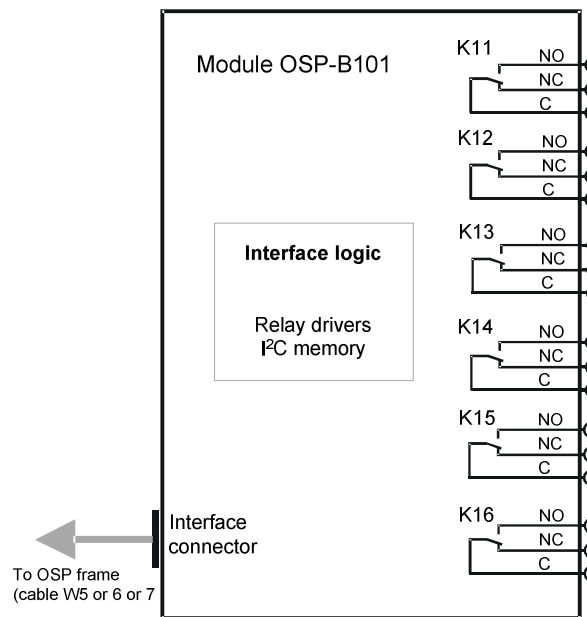 Module OSP-B101
K11
NO
NC
C
K12
NO
NC
C
K13
NO
NC
C
K14
NO
NC
C
K15
NO
NC
C
K16
NO
NC
C
Interface logic
Relay drivers
I²C memory
Interface
connector
To OSP frame
(cable W5 or 6 or 7